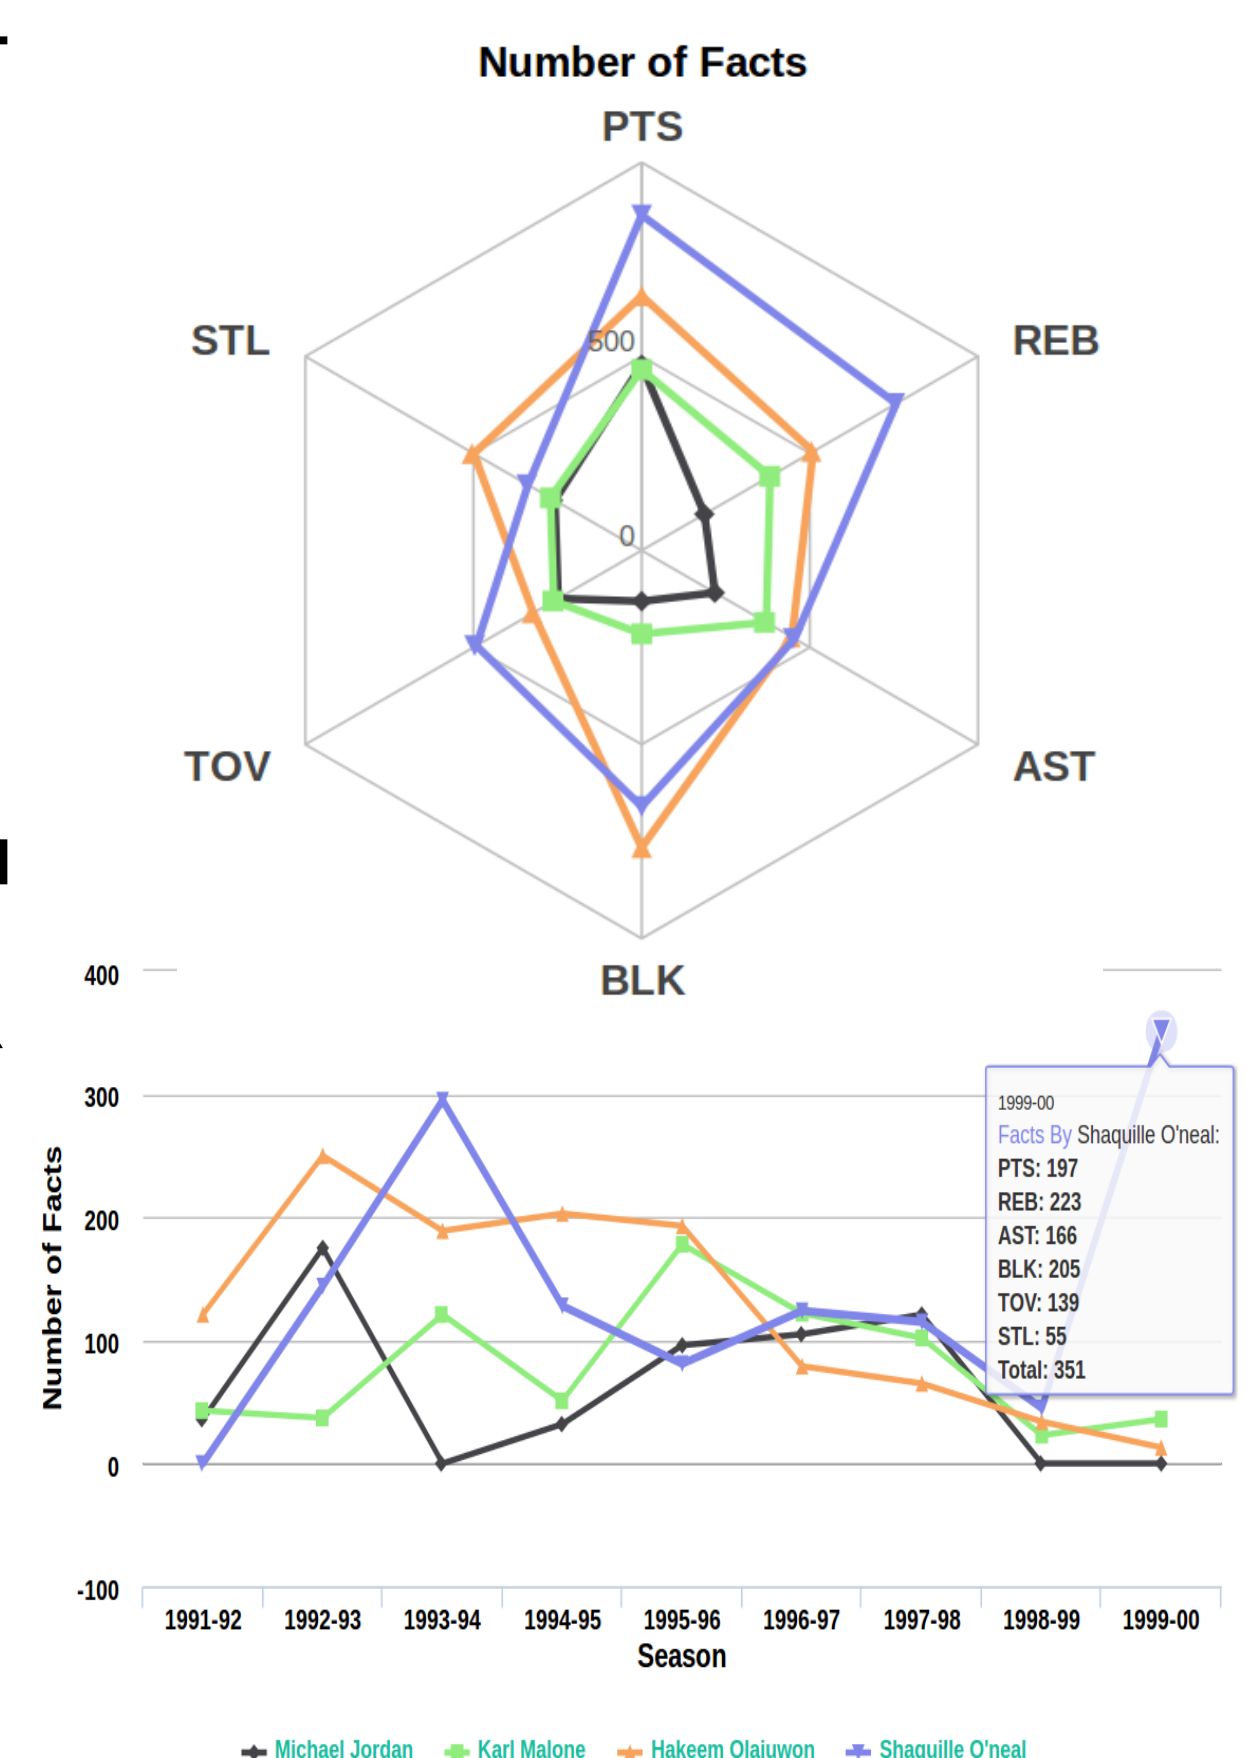 Number of Facts
PTS
STL
REB
500
0
TOV
AST
BLK
400
300
200
100
0
-100
Number of Facts
1999-00
Facts By Shaquille O'neal:
PTS: 197
REB: 223
AST: 166
BLK: 205
TOV: 139
STL: 55
Total: 351
1991-92 1992-93 1993-94 1994-95 1995-96 1996-97 1997-98 1998-99 1999-00
Season
Michael Jordan Karl Malone Hakeem Olajuwon Shaquille O'neal